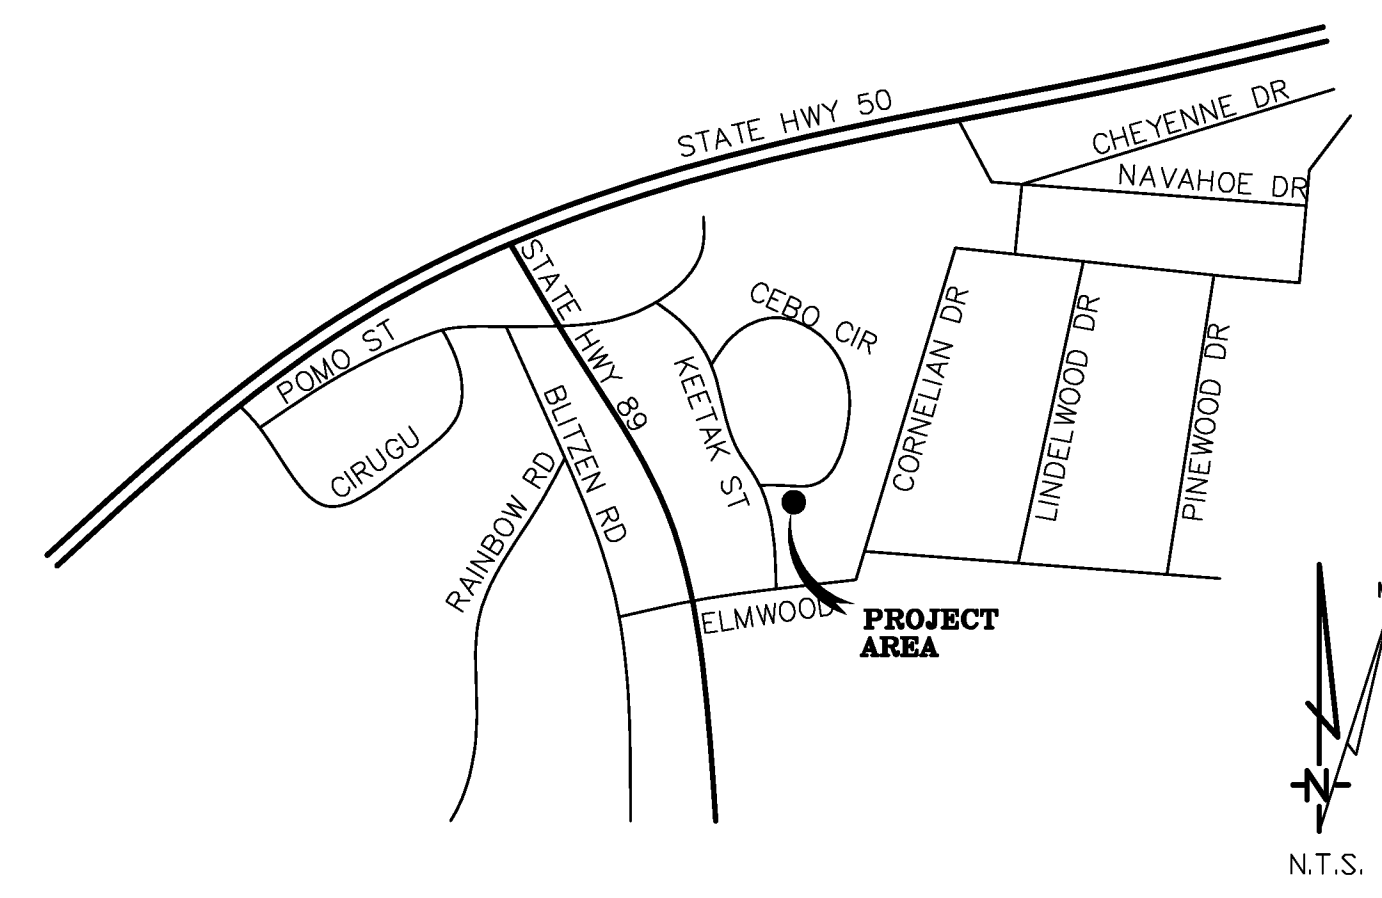 STATE HWY 50
CHEYENNE DR
NAVAHOE DR
STATE HWY 89
CEBO CIR
POMO ST
CIRUGU
KEETAK ST
BLITZEN RD
RAINBOW RD
CORNELIAN DR
LINDELWOOD DR
PINEWOOD DR
ELMWOOD
PROJECT
AREA
N
N.T.S.